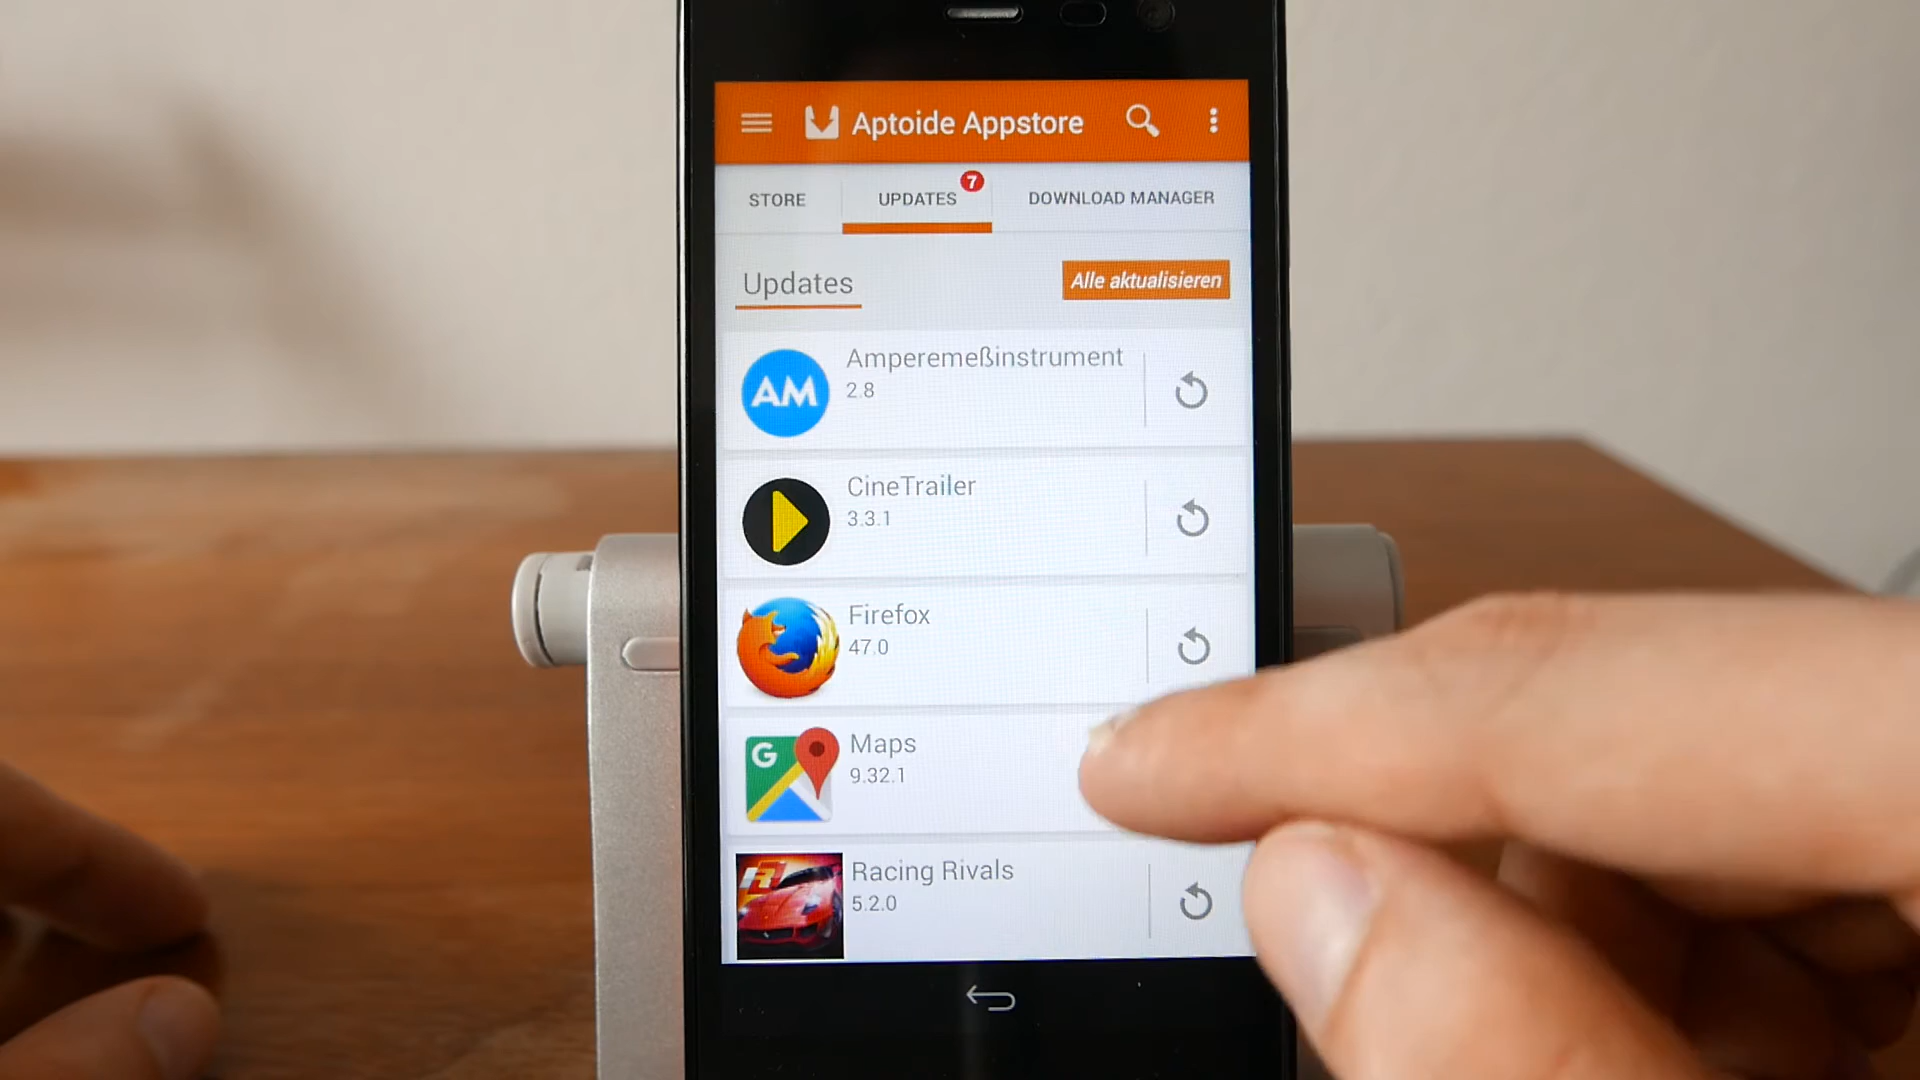 Aptoide Appstore
STORE
UPDATES
7
DOWNLOAD MANAGER
Updates
Alle aktualisieren
AM
Amperemeßinstrument
2.8
CineTrailer
3.3.1
Firefox
47.0
G
Maps
9.32.1
R
Racing Rivals
5.2.0